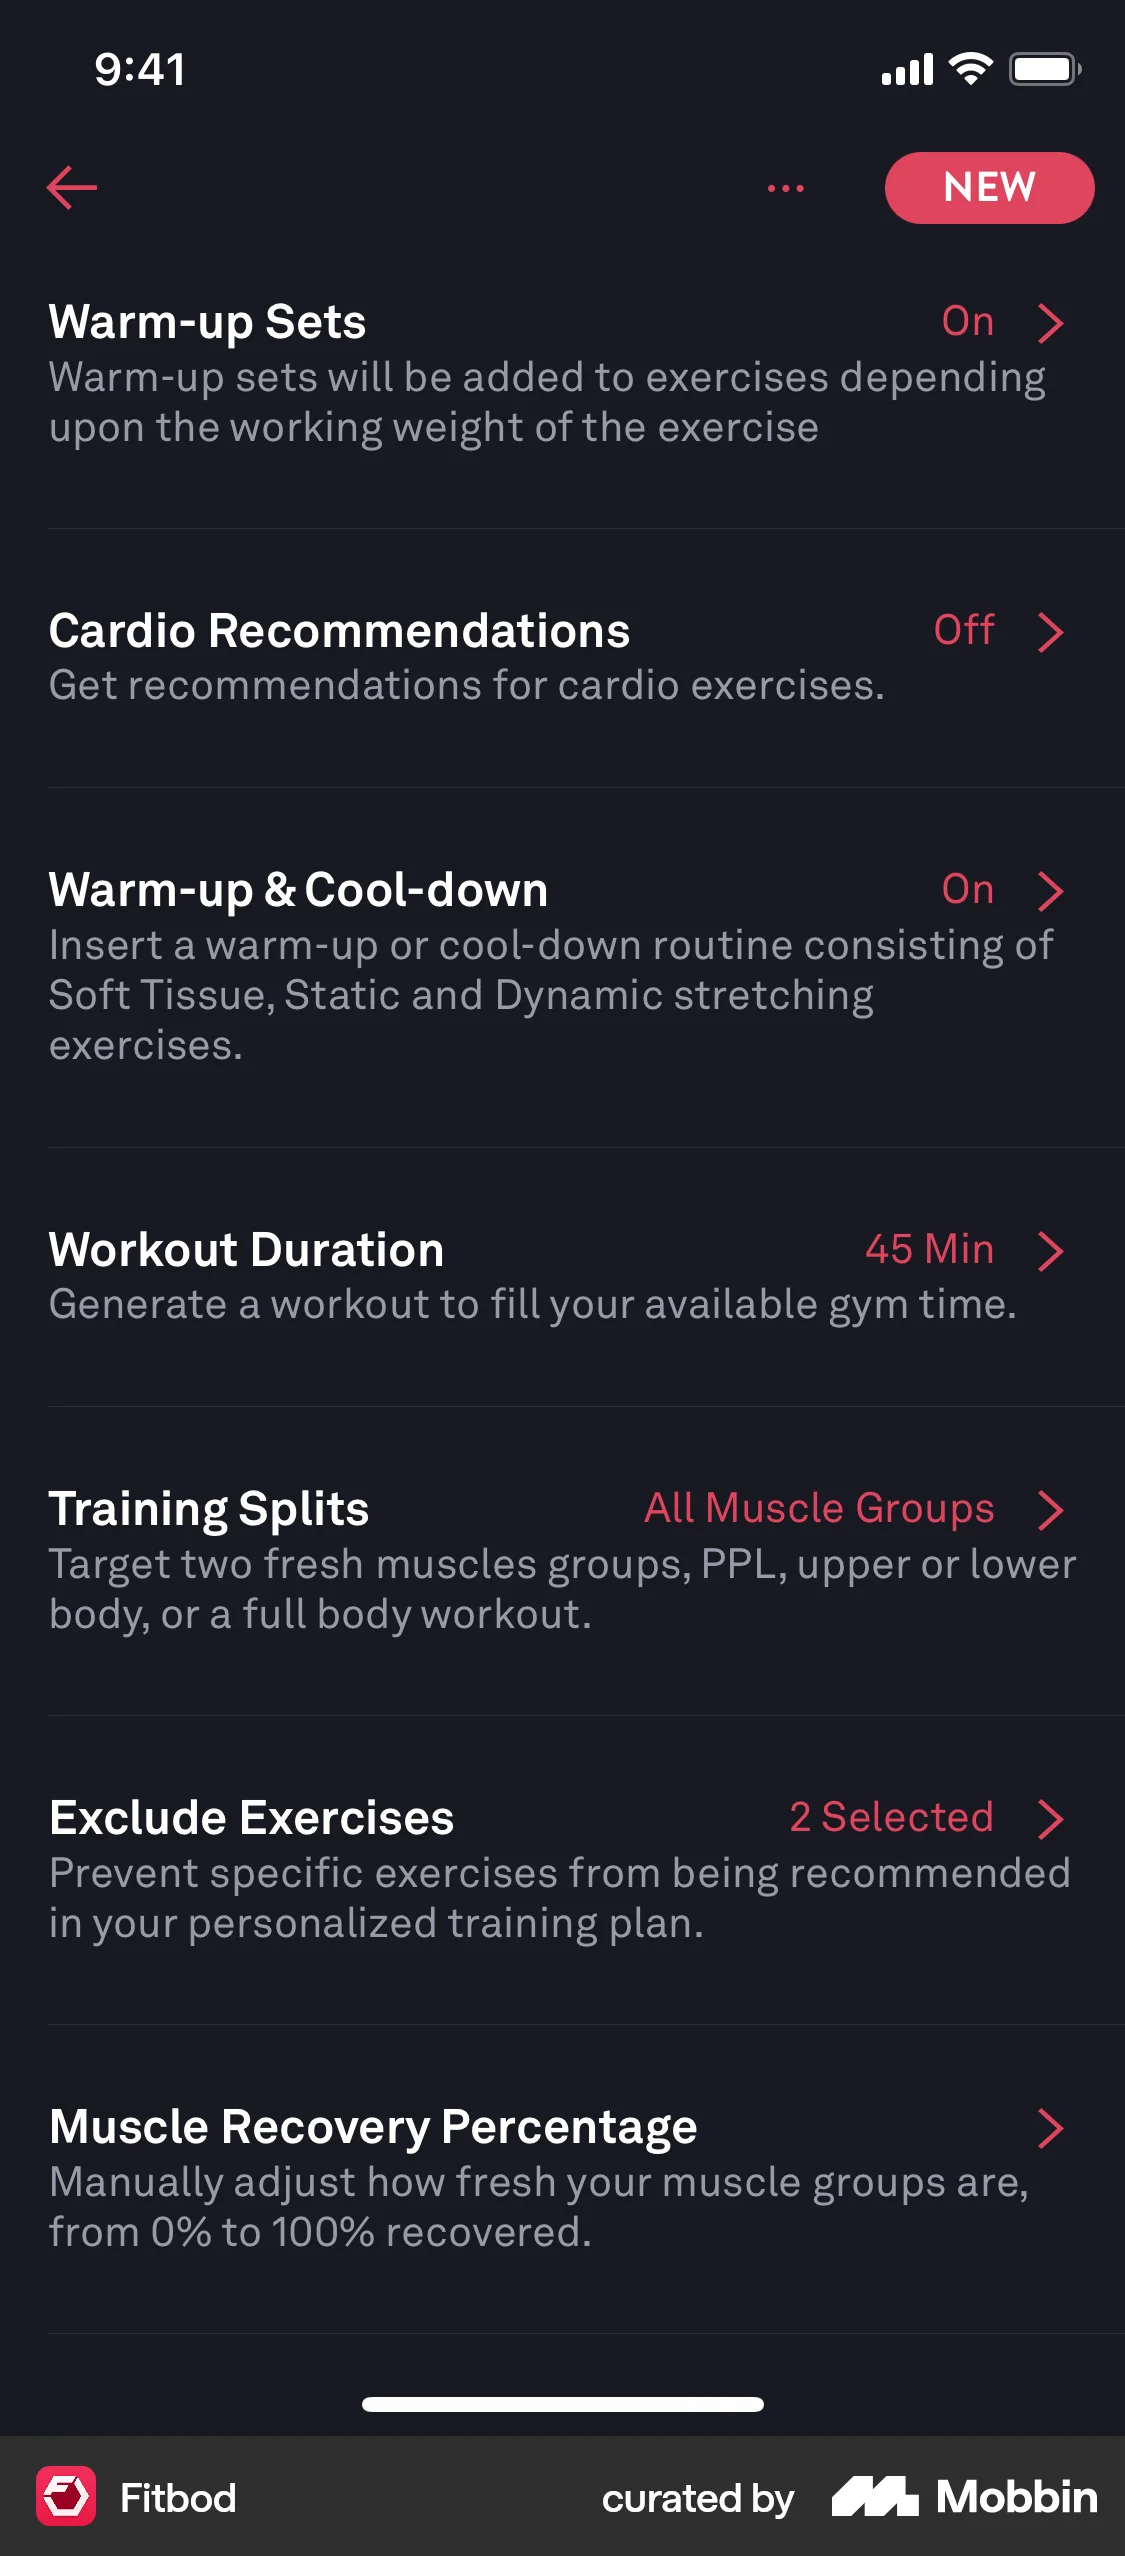 9:41
NEW
Warm-up Sets On
Warm-up sets will be added to exercises depending
upon the working weight of the exercise
Cardio Recommendations Off
Get recommendations for cardio exercises.
Warm-up & Cool-down On
Insert a warm-up or cool-down routine consisting of
Soft Tissue, Static and Dynamic stretching
exercises.
Workout Duration 45 Min
Generate a workout to fill your available gym time.
Training Splits All Muscle Groups
Target two fresh muscles groups, PPL, upper or lower
body, or a full body workout.
Exclude Exercises 2 Selected
Prevent specific exercises from being recommended
in your personalized training plan.
Muscle Recovery Percentage
Manually adjust how fresh your muscle groups are,
from 0% to 100% recovered.
Fitbod curated by Mobbin